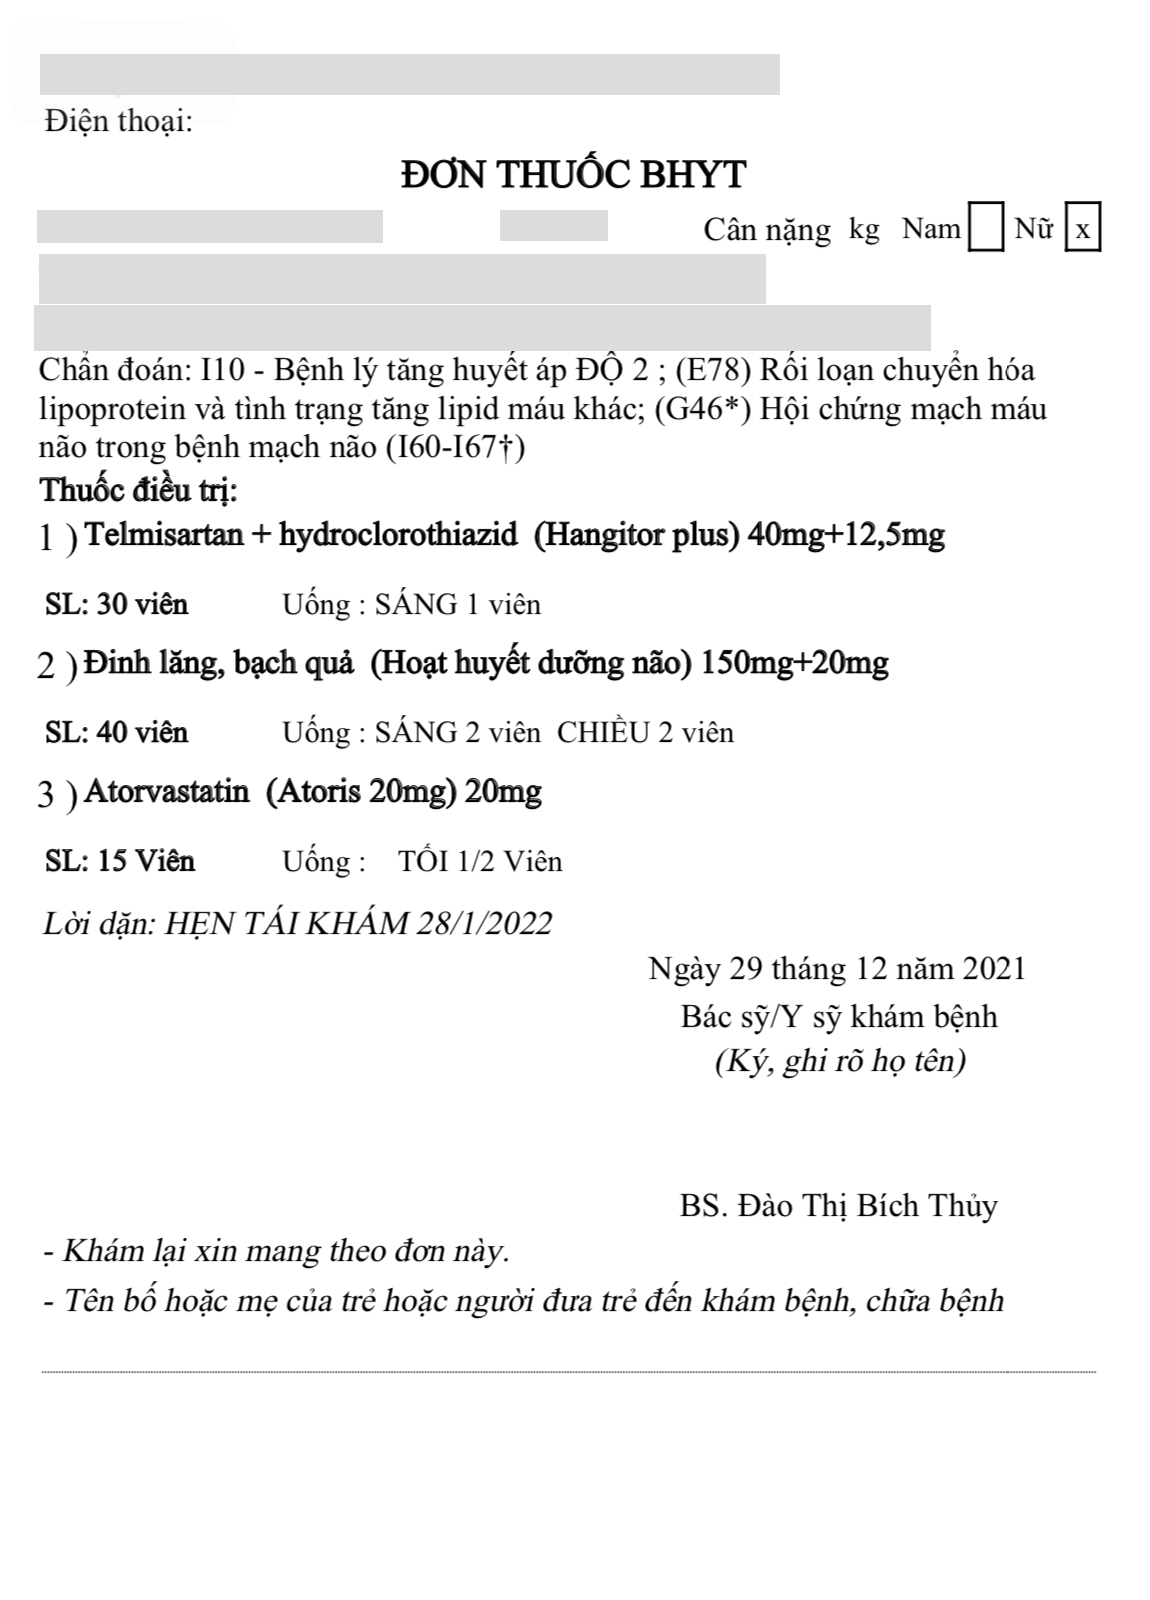 Điện thoại:
ĐƠN THUỐC BHYT
Cân nặng kg Nam Nữ x
Chẩn đoán: I10 - Bệnh lý tăng huyết áp ĐỘ 2 ; (E78) Rối loạn chuyển hóa
lipoprotein và tình trạng tăng lipid máu khác; (G46*) Hội chứng mạch máu
não trong bệnh mạch não (I60-I67†)
Thuốc điều trị:
1 ) Telmisartan + hydroclorothiazid (Hangitor plus) 40mg+12,5mg
SL: 30 viên Uống : SÁNG 1 viên
2 ) Đinh lăng, bạch quả (Hoạt huyết dưỡng não) 150mg+20mg
SL: 40 viên Uống : SÁNG 2 viên CHIỀU 2 viên
3 ) Atorvastatin (Atoris 20mg) 20mg
SL: 15 Viên Uống : TỐI 1/2 Viên
Lời dặn: HẸN TÁI KHÁM 28/1/2022
Ngày 29 tháng 12 năm 2021
Bác sỹ/Y sỹ khám bệnh
(Ký, ghi rõ họ tên)
BS. Đào Thị Bích Thủy
- Khám lại xin mang theo đơn này.
- Tên bố hoặc mẹ của trẻ hoặc người đưa trẻ đến khám bệnh, chữa bệnh